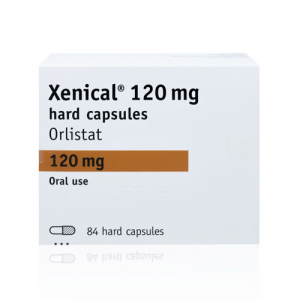 Xenical® 120 mg
hard capsules
Orlistat
120 mg
Oral use
84 hard capsules